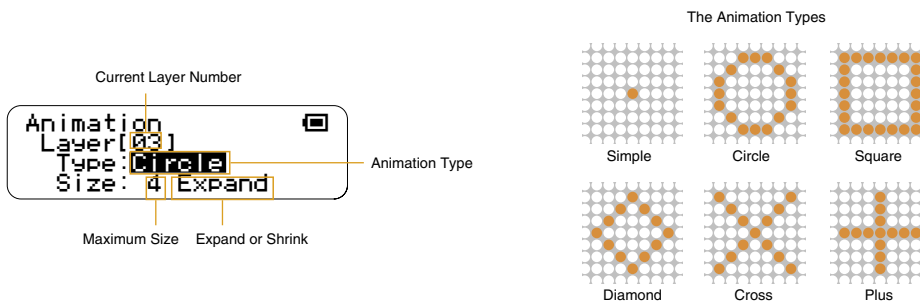 The Animation Types
Current Layer Number
Animation
Layer[03]
Type:Circle
Size: 4 Expand
Animation Type
Maximum Size
Expand or Shrink
Simple
Circle
Square
Diamond
Cross
Plus